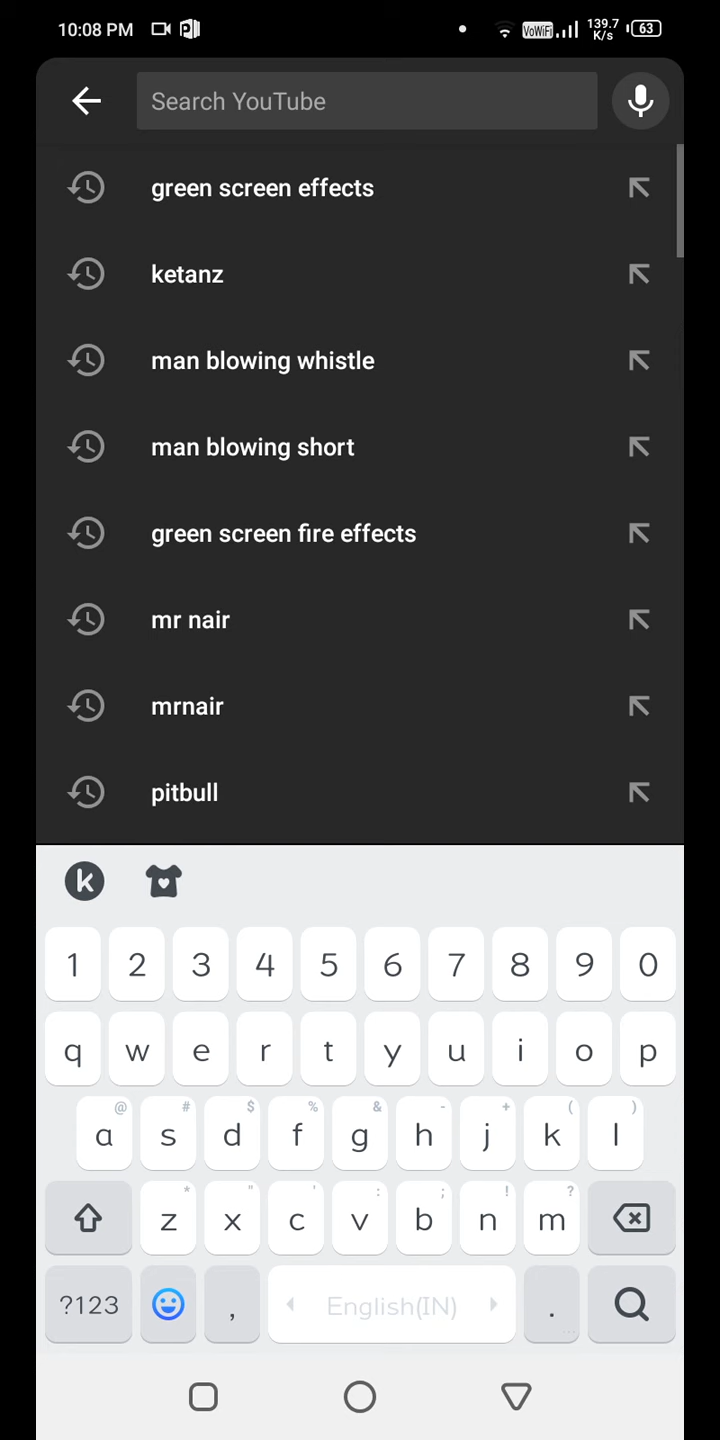 10:08 PM VoWiFi 139.7 K/s 63
Search YouTube
green screen effects
ketanz
man blowing whistle
man blowing short
green screen fire effects
mr nair
mrnair
pitbull
k
1 2 3 4 5 6 7 8 9 0
q w e r t y u i o p
@ # $ % & - + ( )
a s d f g h j k l
* " ' : ; ! ?
z x c v b n m
?123 , English(IN) . ...